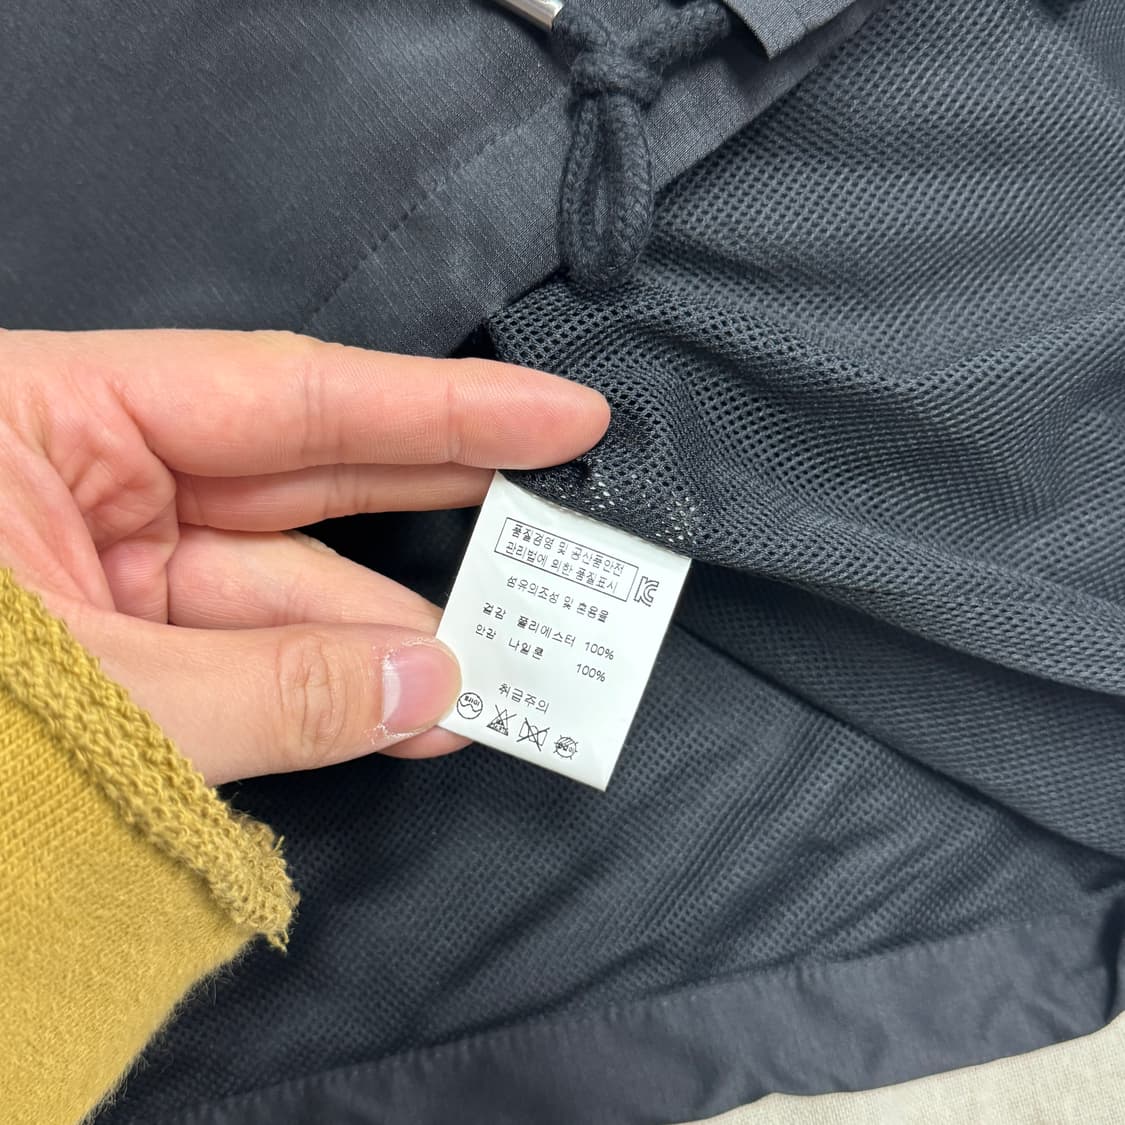 품질경영 및 공산품안전
관리법에 의한 품질표시
섬유의조성 및 혼용율
겉감 폴리에스터 100%
안감 나일론 100%
취급주의